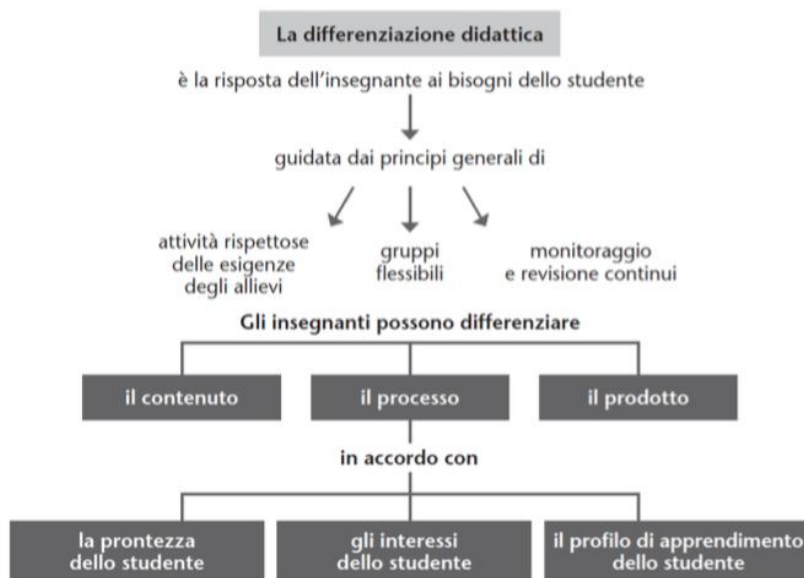 La differenziazione didattica
è la risposta dell'insegnante ai bisogni dello studente
guidata dai principi generali di
attività rispettose
delle esigenze
degli allievi
gruppi
flessibili
monitoraggio
e revisione continui
Gli insegnanti possono differenziare
il contenuto
il processo
il prodotto
in accordo con
la prontezza
dello studente
gli interessi
dello studente
il profilo di apprendimento
dello studente